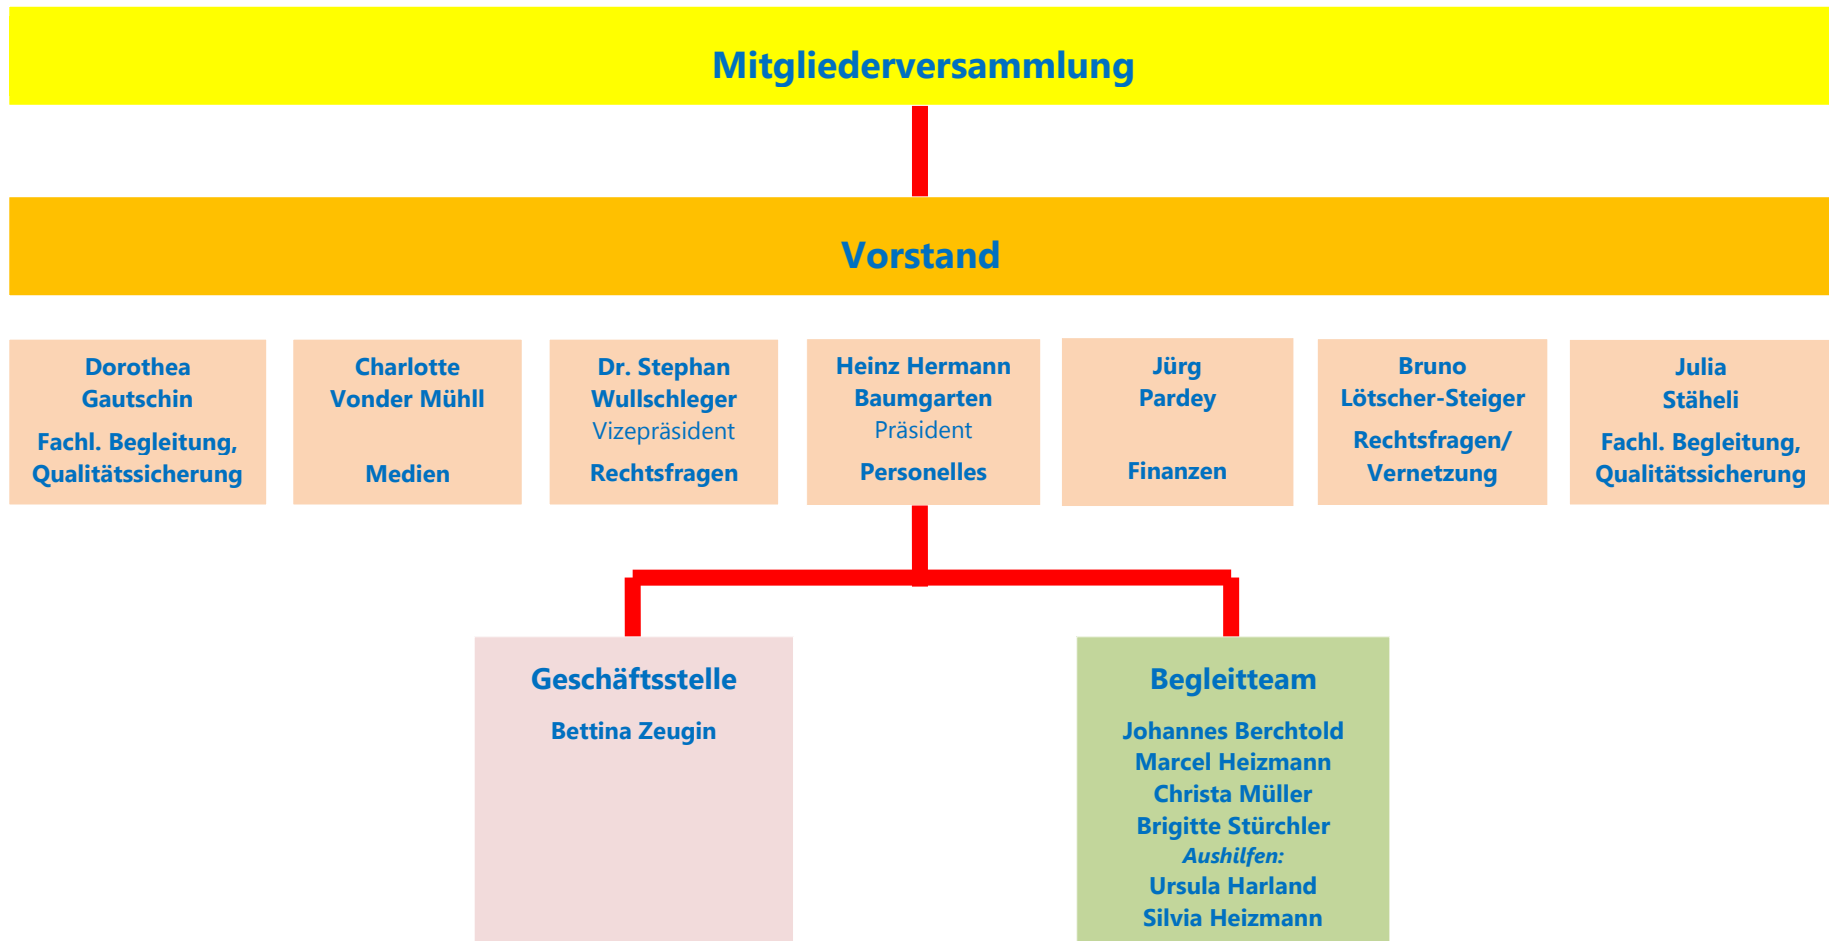 Mitgliederversammlung
Vorstand
Dorothea
Gautschin
Fachl. Begleitung,
Qualitätssicherung
Charlotte
Vonder Mühll
Medien
Dr. Stephan
Wullschleger
Vizepräsident
Rechtsfragen
Heinz Hermann
Baumgarten
Präsident
Personelles
Jürg
Pardey
Finanzen
Bruno
Lötscher-Steiger
Rechtsfragen/
Vernetzung
Julia
Stäheli
Fachl. Begleitung,
Qualitätssicherung
Geschäftsstelle
Bettina Zeugin
Begleitteam
Johannes Berchtold
Marcel Heizmann
Christa Müller
Brigitte Stürchler
Aushilfen:
Ursula Harland
Silvia Heizmann